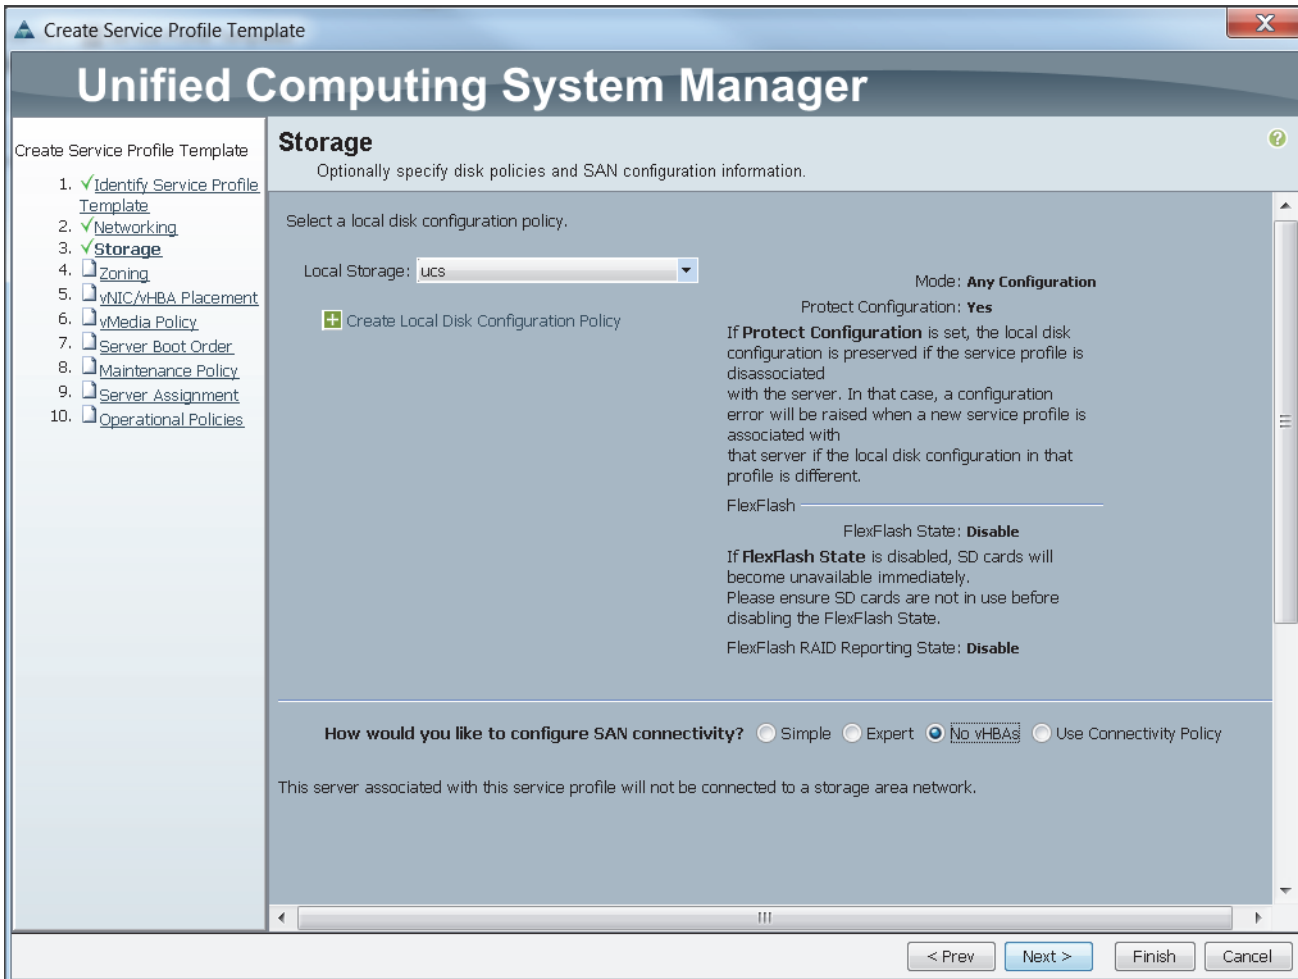 Create Service Profile Template
Unified Computing System Manager
Create Service Profile Template
1. Identify Service Profile
Template
2. Networking
3. Storage
4. Zoning
5. vNIC/vHBA Placement
6. vMedia Policy
7. Server Boot Order
8. Maintenance Policy
9. Server Assignment
10. Operational Policies
Storage
Optionally specify disk policies and SAN configuration information.
Select a local disk configuration policy.
Local Storage: ucs
Create Local Disk Configuration Policy
Mode: Any Configuration
Protect Configuration: Yes
If Protect Configuration is set, the local disk
configuration is preserved if the service profile is
disassociated
with the server. In that case, a configuration
error will be raised when a new service profile is
associated with
that server if the local disk configuration in that
profile is different.
FlexFlash
FlexFlash State: Disable
If FlexFlash State is disabled, SD cards will
become unavailable immediately.
Please ensure SD cards are not in use before
disabling the FlexFlash State.
FlexFlash RAID Reporting State: Disable
How would you like to configure SAN connectivity? Simple Expert No vHBAs Use Connectivity Policy
This server associated with this service profile will not be connected to a storage area network.
< Prev Next > Finish Cancel